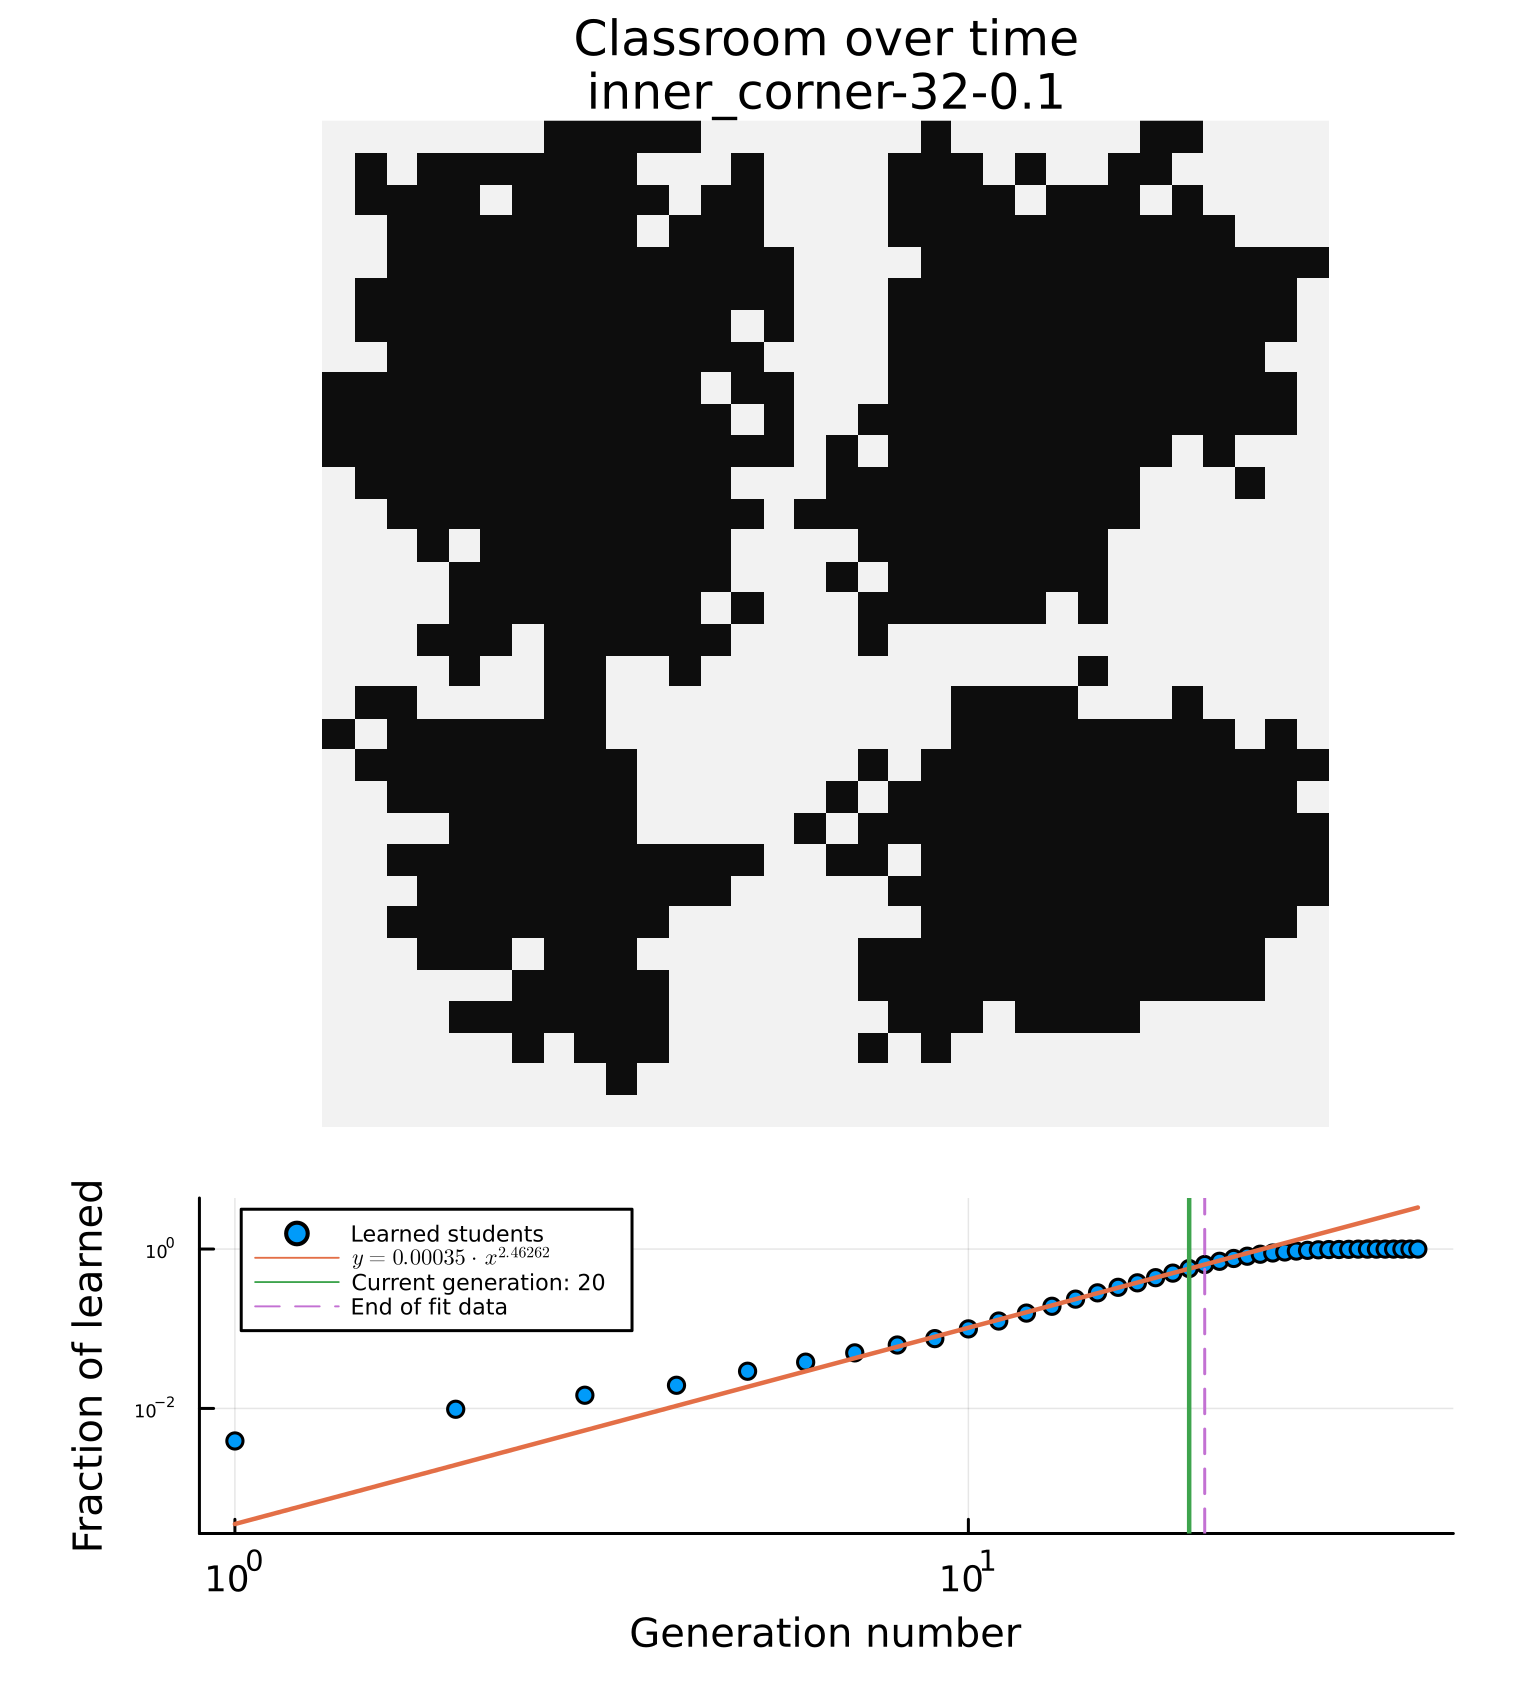 Classroom over time
inner_corner-32-0.1
Fraction of learned
10^0
10^−2
Learned students
y = 0.00035 · x^2.46262
Current generation: 20
End of fit data
10^0
10^1
Generation number